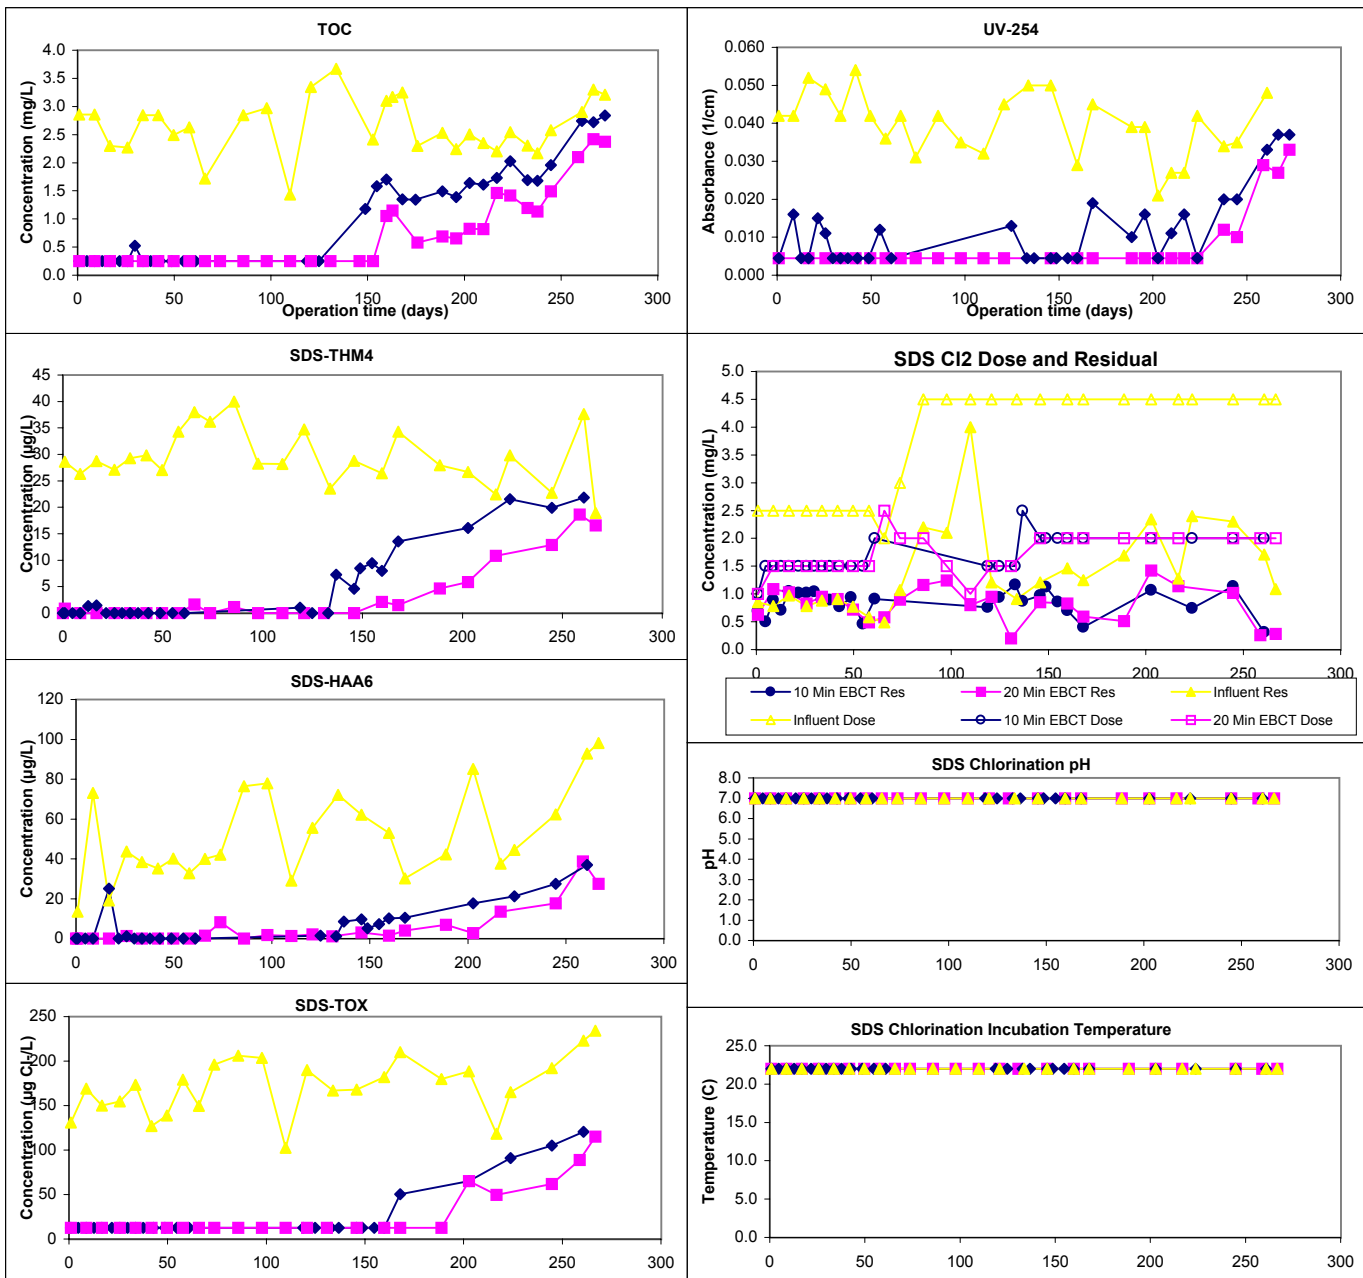 TOC
Concentration (mg/L)
4.0
3.5
3.0
2.5
2.0
1.5
1.0
0.5
0.0
0 50 100 150 200 250 300
Operation time (days)
UV-254
Absorbance (1/cm)
0.060
0.050
0.040
0.030
0.020
0.010
0.000
0 50 100 150 200 250 300
Operation time (days)
SDS-THM4
Concentration (µg/L)
45
40
35
30
25
20
15
10
5
0
0 50 100 150 200 250 300
SDS Cl2 Dose and Residual
Concentration (mg/L)
5.0
4.5
4.0
3.5
3.0
2.5
2.0
1.5
1.0
0.5
0.0
0 50 100 150 200 250 300
10 Min EBCT Res 20 Min EBCT Res Influent Res
Influent Dose 10 Min EBCT Dose 20 Min EBCT Dose
SDS-HAA6
Concentration (µg/L)
120
100
80
60
40
20
0
0 50 100 150 200 250 300
SDS Chlorination pH
pH
8.0
7.0
6.0
5.0
4.0
3.0
2.0
1.0
0.0
0 50 100 150 200 250 300
SDS-TOX
Concentration (µg CL/L)
250
200
150
100
50
0
0 50 100 150 200 250 300
SDS Chlorination Incubation Temperature
Temperature (C)
25.0
20.0
15.0
10.0
5.0
0.0
0 50 100 150 200 250 300